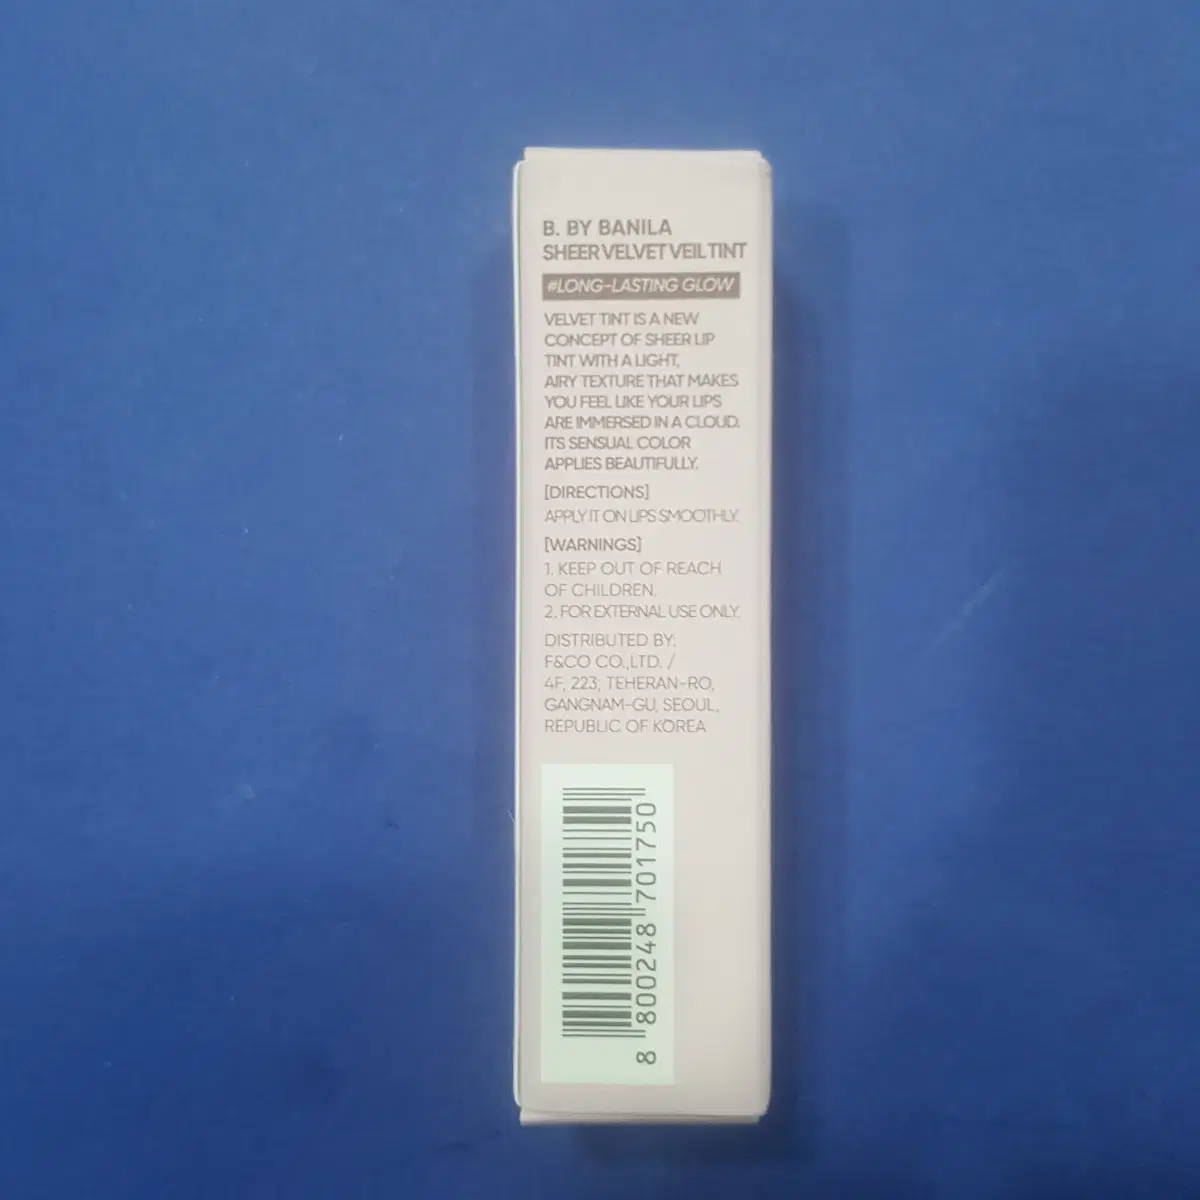 B. BY BANILA
SHEER VELVET VEIL TINT
#LONG-LASTING GLOW
VELVET TINT IS A NEW
CONCEPT OF SHEER LIP
TINT WITH A LIGHT,
AIRY TEXTURE THAT MAKES
YOU FEEL LIKE YOUR LIPS
ARE IMMERSED IN A CLOUD.
ITS SENSUAL COLOR
APPLIES BEAUTIFULLY.
[DIRECTIONS]
APPLY IT ON LIPS SMOOTHLY.
[WARNINGS]
1. KEEP OUT OF REACH
OF CHILDREN.
2. FOR EXTERNAL USE ONLY.
DISTRIBUTED BY:
F&CO CO.,LTD. /
4F, 223, TEHERAN-RO,
GANGNAM-GU, SEOUL,
REPUBLIC OF KOREA
8 800248 701750